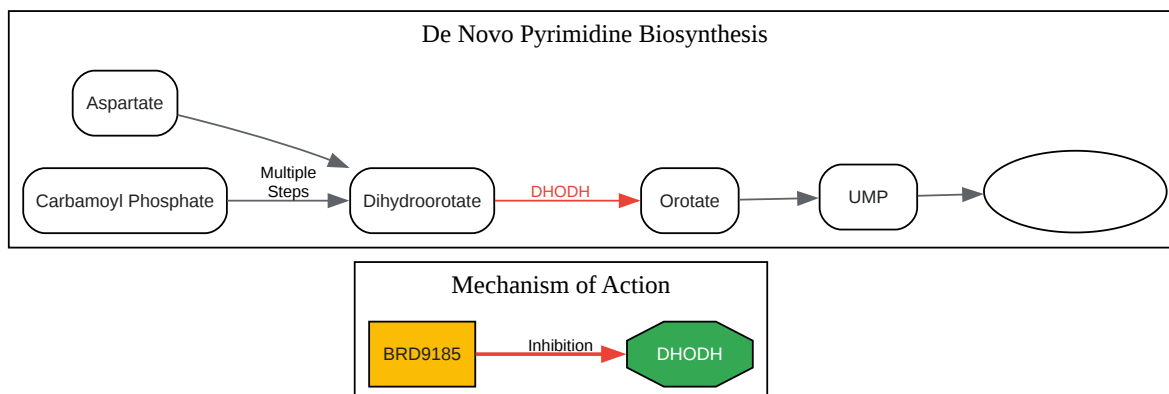 De Novo Pyrimidine Biosynthesis
Aspartate
Carbamoyl Phosphate
Multiple
Steps
Dihydroorotate
DHODH
Orotate
UMP
Mechanism of Action
BRD9185
Inhibition
DHODH